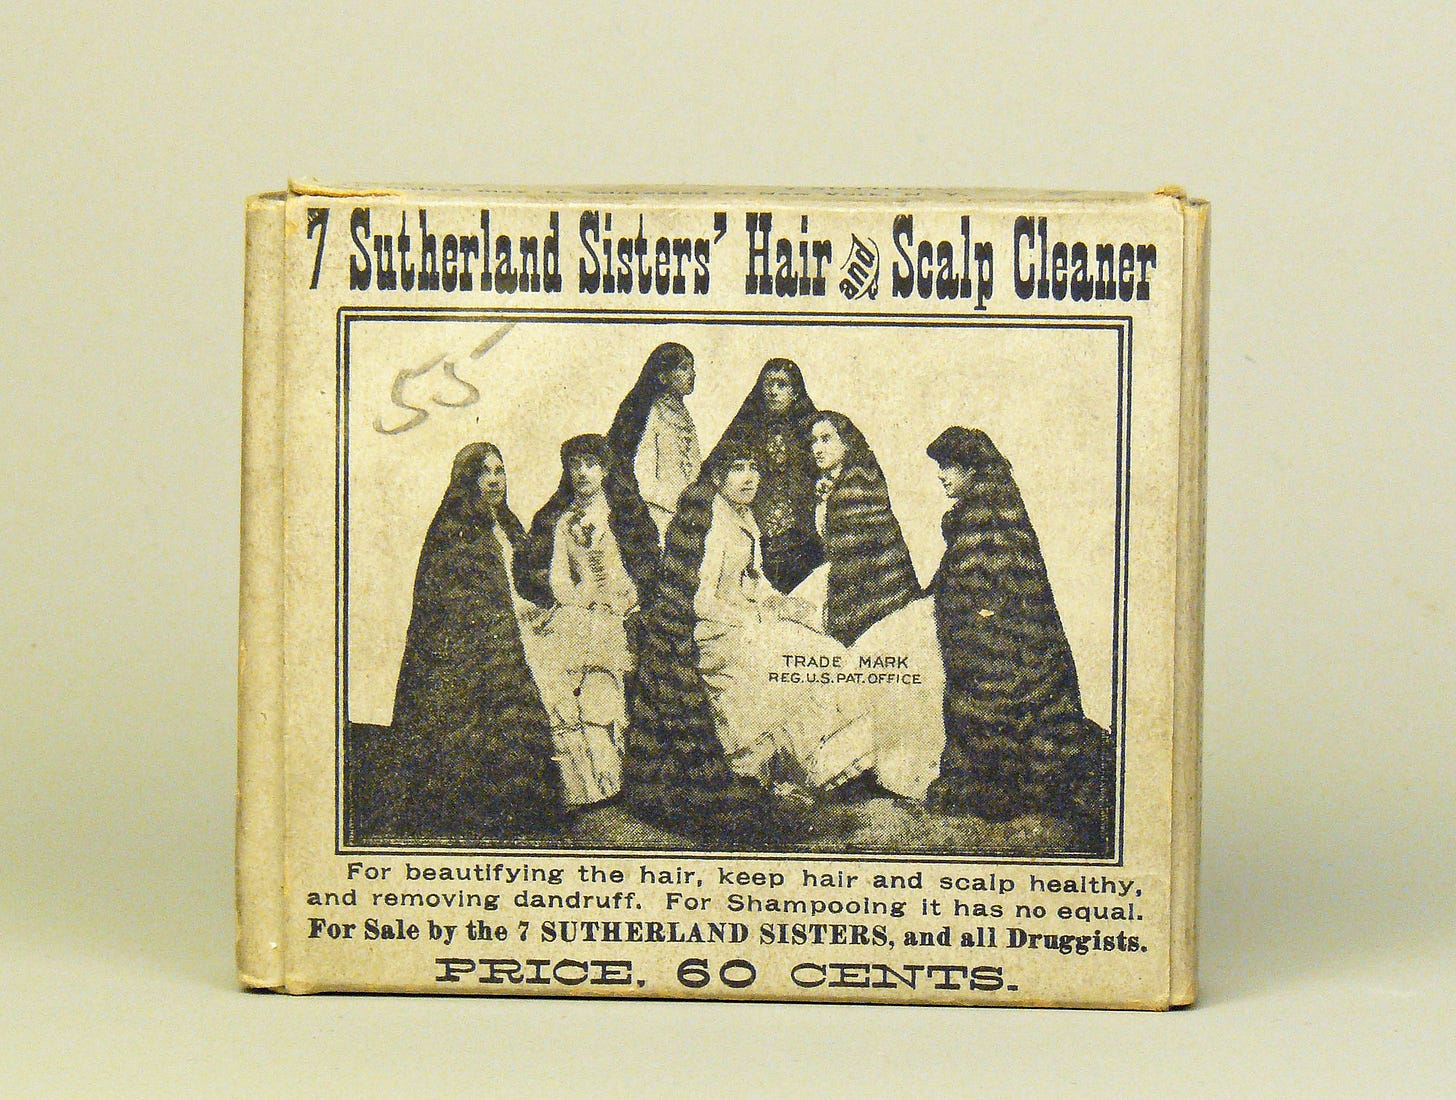 7 Sutherland Sisters' Hair and Scalp Cleaner
55
TRADE MARK
REG. U.S. PAT. OFFICE
For beautifying the hair, keep hair and scalp healthy,
and removing dandruff. For Shampooing it has no equal.
For Sale by the 7 SUTHERLAND SISTERS, and all Druggists.
PRICE, 60 CENTS.